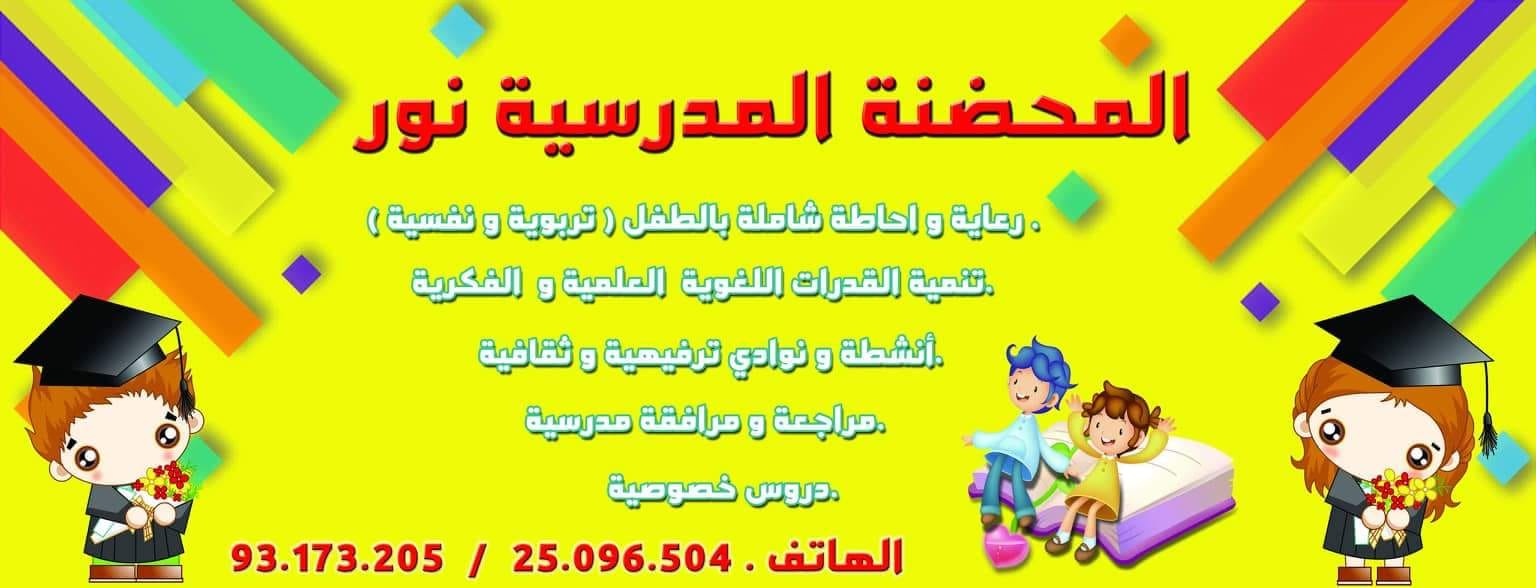 المحضنة المدرسية نور
. رعاية و احاطة شاملة بالطفل ( تربوية و نفسية )
.تنمية القدرات اللغوية العلمية و الفكرية
.أنشطة و نوادي ترفيهية و ثقافية
.مراجعة و مرافقة مدرسية
.دروس خصوصية
الهاتف . 25.096.504 / 93.173.205